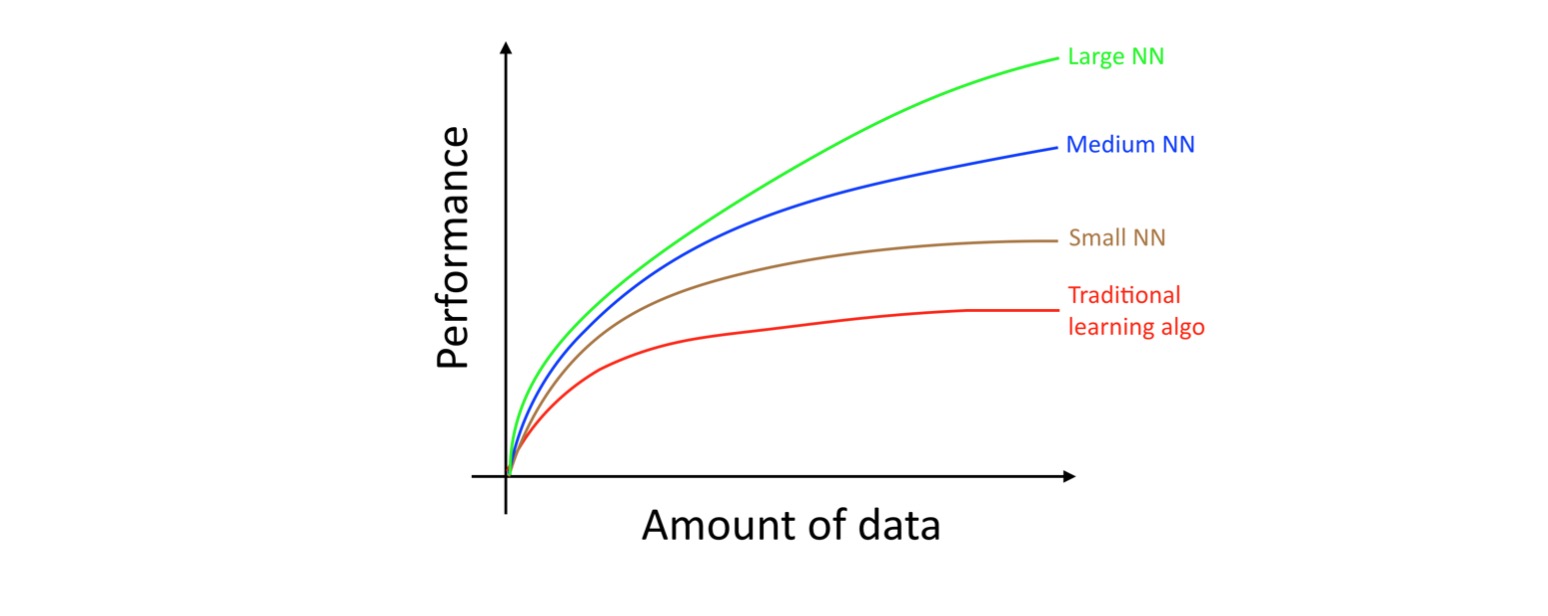 Large NN
Medium NN
Performance
Small NN
Traditional
learning algo
Amount of data